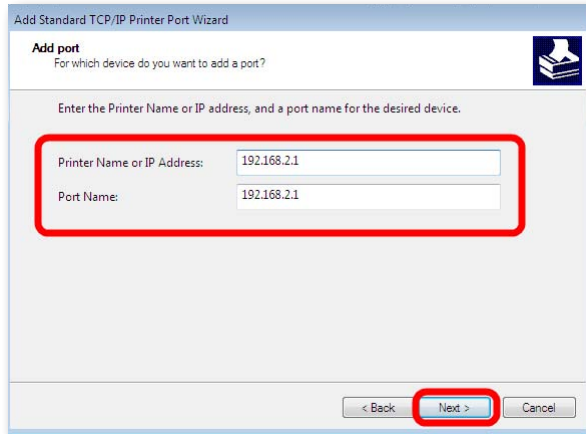 Add Standard TCP/IP Printer Port Wizard
Add port
For which device do you want to add a port?
Enter the Printer Name or IP address, and a port name for the desired device.
Printer Name or IP Address: 192.168.2.1
Port Name: 192.168.2.1
< Back Next > Cancel